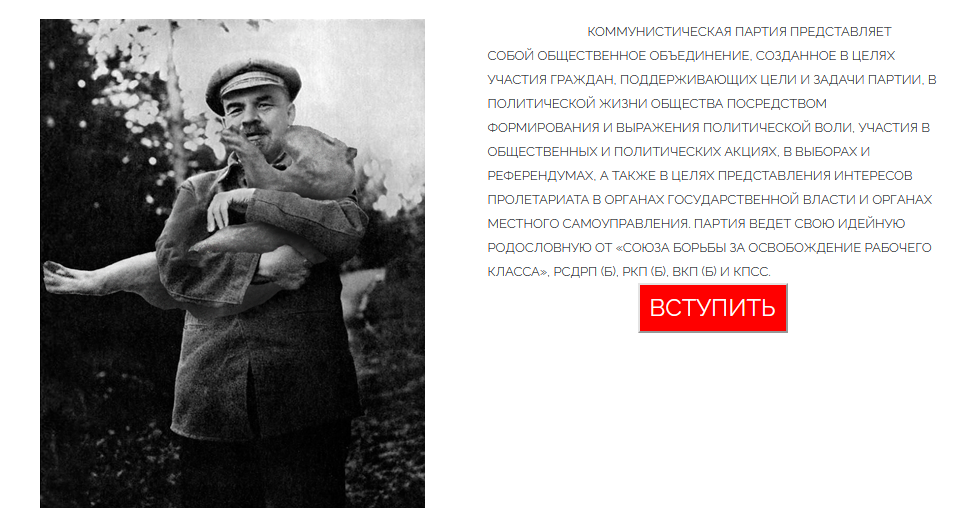 КОММУНИСТИЧЕСКАЯ ПАРТИЯ ПРЕДСТАВЛЯЕТ
СОБОЙ ОБЩЕСТВЕННОЕ ОБЪЕДИНЕНИЕ, СОЗДАННОЕ В ЦЕЛЯХ
УЧАСТИЯ ГРАЖДАН, ПОДДЕРЖИВАЮЩИХ ЦЕЛИ И ЗАДАЧИ ПАРТИИ, В
ПОЛИТИЧЕСКОЙ ЖИЗНИ ОБЩЕСТВА ПОСРЕДСТВОМ
ФОРМИРОВАНИЯ И ВЫРАЖЕНИЯ ПОЛИТИЧЕСКОЙ ВОЛИ, УЧАСТИЯ В
ОБЩЕСТВЕННЫХ И ПОЛИТИЧЕСКИХ АКЦИЯХ, В ВЫБОРАХ И
РЕФЕРЕНДУМАХ, А ТАКЖЕ В ЦЕЛЯХ ПРЕДСТАВЛЕНИЯ ИНТЕРЕСОВ
ПРОЛЕТАРИАТА В ОРГАНАХ ГОСУДАРСТВЕННОЙ ВЛАСТИ И ОРГАНАХ
МЕСТНОГО САМОУПРАВЛЕНИЯ. ПАРТИЯ ВЕДЕТ СВОЮ ИДЕЙНУЮ
РОДОСЛОВНУЮ ОТ «СОЮЗА БОРЬБЫ ЗА ОСВОБОЖДЕНИЕ РАБОЧЕГО
КЛАССА», РСДРП (Б), РКП (Б), ВКП (Б) И КПСС.
ВСТУПИТЬ